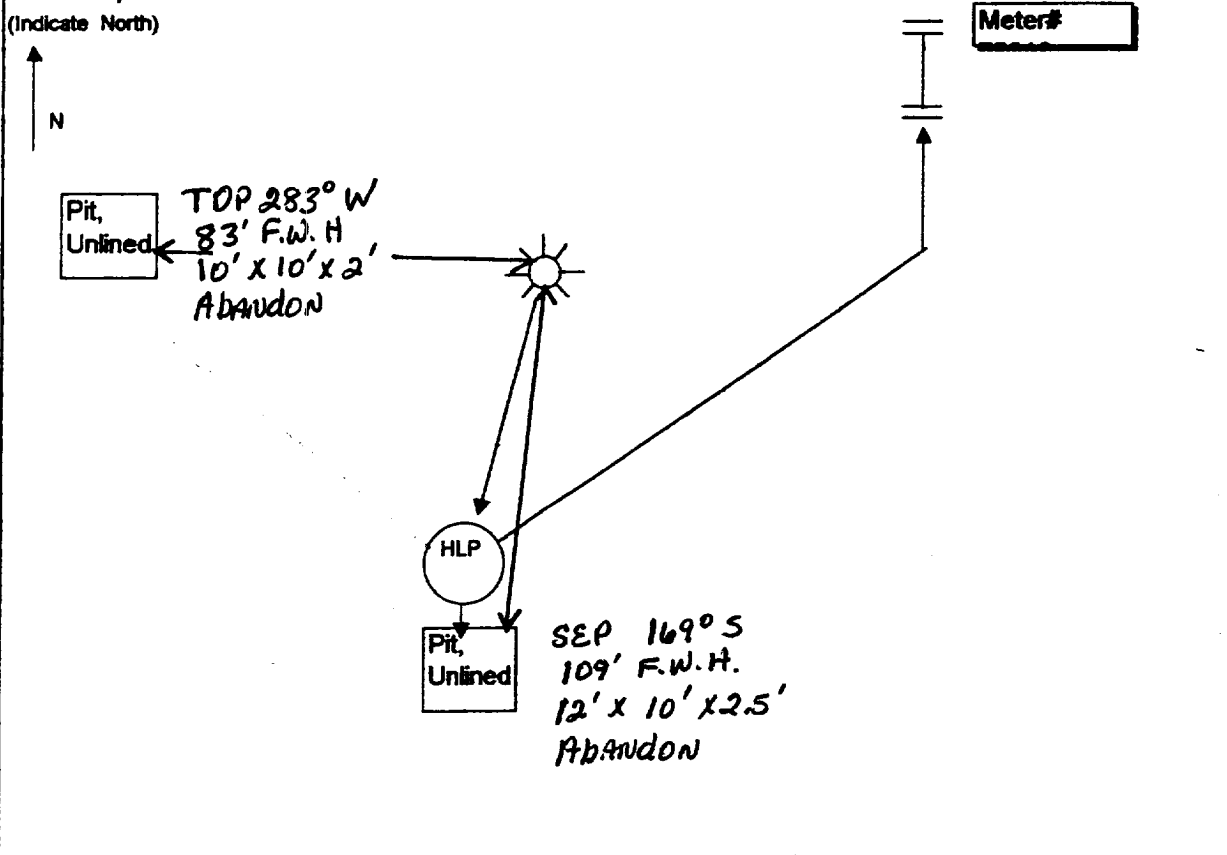 (Indicate North)
N
Meter#
Pit,
Unlined
TOP 283° W
83' F.W.H
10' X 10' X 2'
AbANdON
HLP
Pit,
Unlined
SEP 169° S
109' F.W.H.
12' X 10' X 2.5'
AbANdON